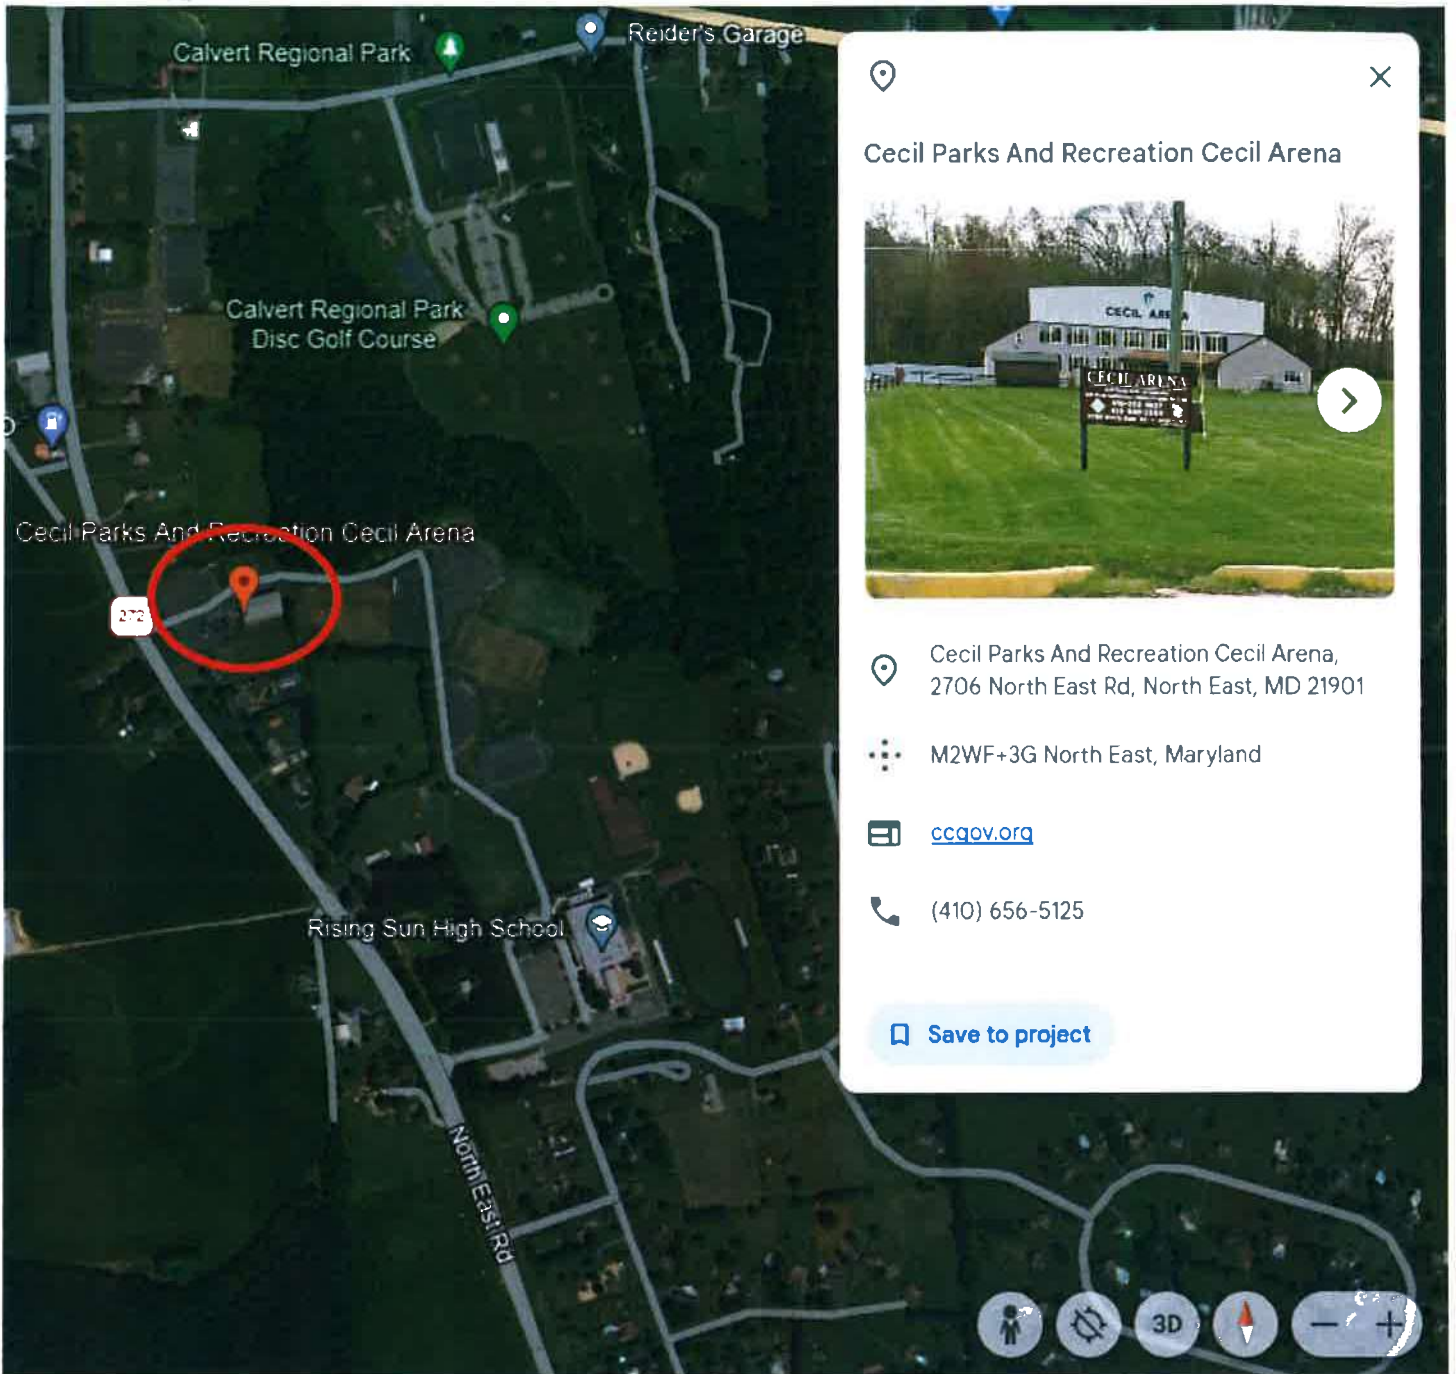 Calvert Regional Park
Reider's Garage
Calvert Regional Park
Disc Golf Course
Cecil Parks And Recreation Cecil Arena
272
Rising Sun High School
North East Rd
Cecil Parks And Recreation Cecil Arena
CECIL ARENA
CECIL ARENA
Cecil Parks And Recreation Cecil Arena,
2706 North East Rd, North East, MD 21901
M2WF+3G North East, Maryland
ccgov.org
(410) 656-5125
Save to project
3D